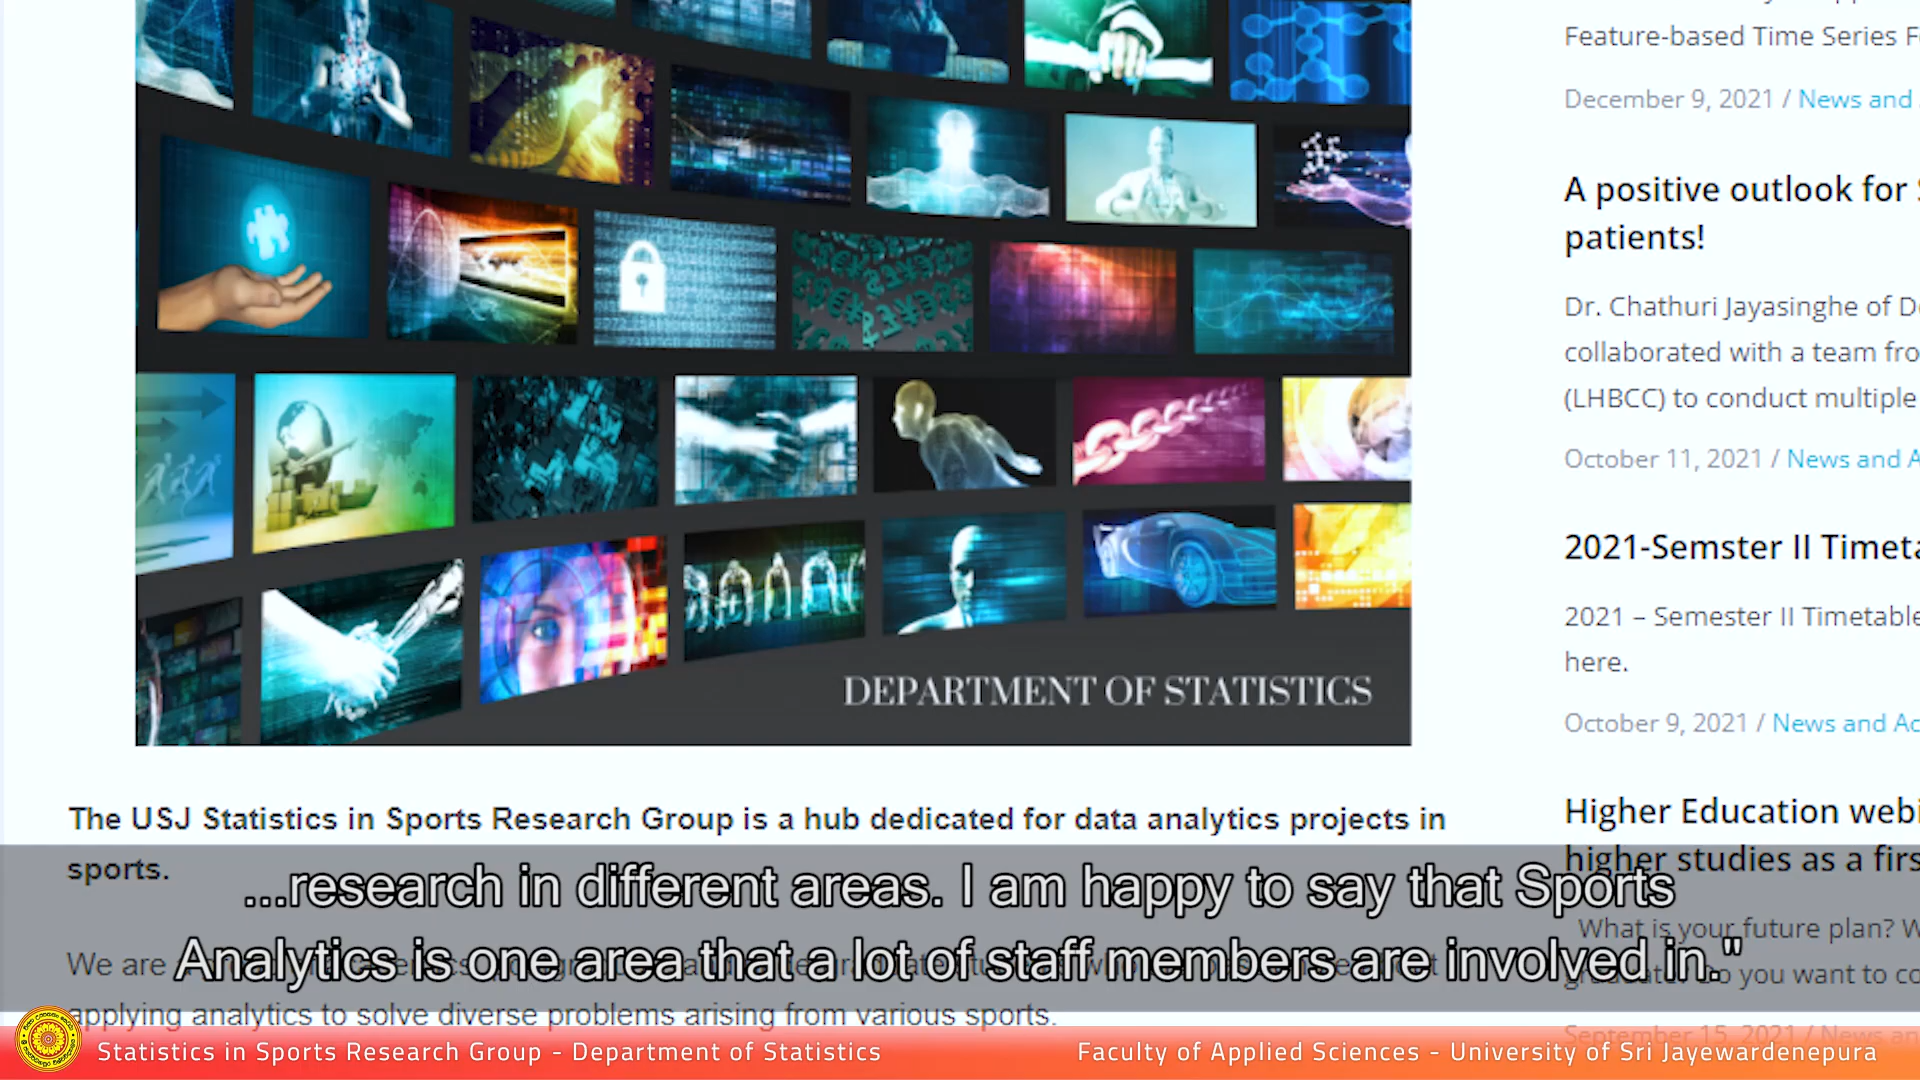 DEPARTMENT OF STATISTICS
The USJ Statistics in Sports Research Group is a hub dedicated for data analytics projects in
sports.
We are
applying analytics to solve diverse problems arising from various sports.
Feature-based Time Series
December 9, 2021 / News and
A positive outlook for
patients!
Dr. Chathuri Jayasinghe of
collaborated with a team
(LHBCC) to conduct multiple
October 11, 2021 / News and
2021-Semster II
2021 – Semester II Timetable
here.
October 9, 2021 / News and
Higher Education
higher studies as a
What is your future plan?
you want to
September 15, 2021 / News
...research in different areas. I am happy to say that Sports
Analytics is one area that a lot of staff members are involved in."
Statistics in Sports Research Group - Department of Statistics
Faculty of Applied Sciences - University of Sri Jayewardenepura